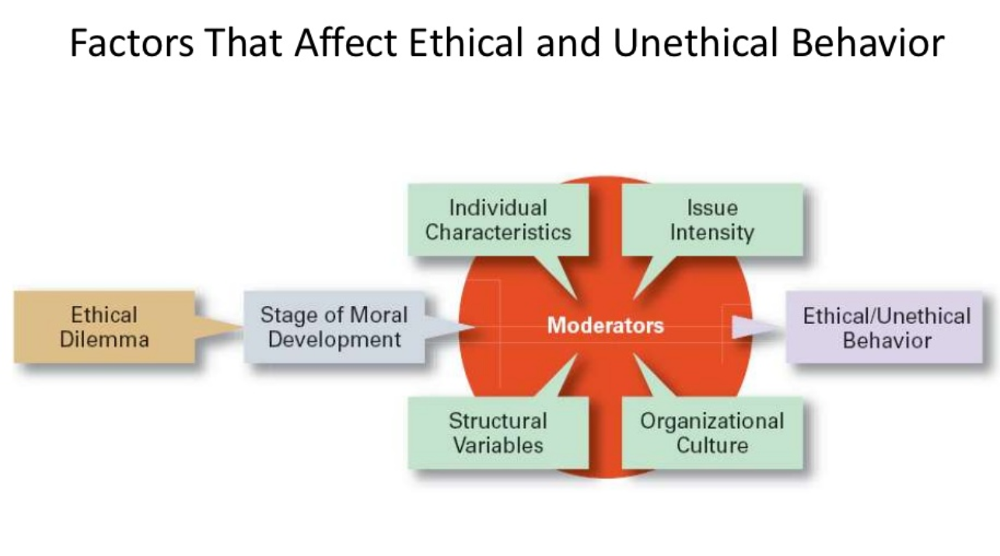 Factors That Affect Ethical and Unethical Behavior
Individual
Characteristics
Issue
Intensity
Ethical
Dilemma
Stage of Moral
Development
Moderators
Ethical/Unethical
Behavior
Structural
Variables
Organizational
Culture